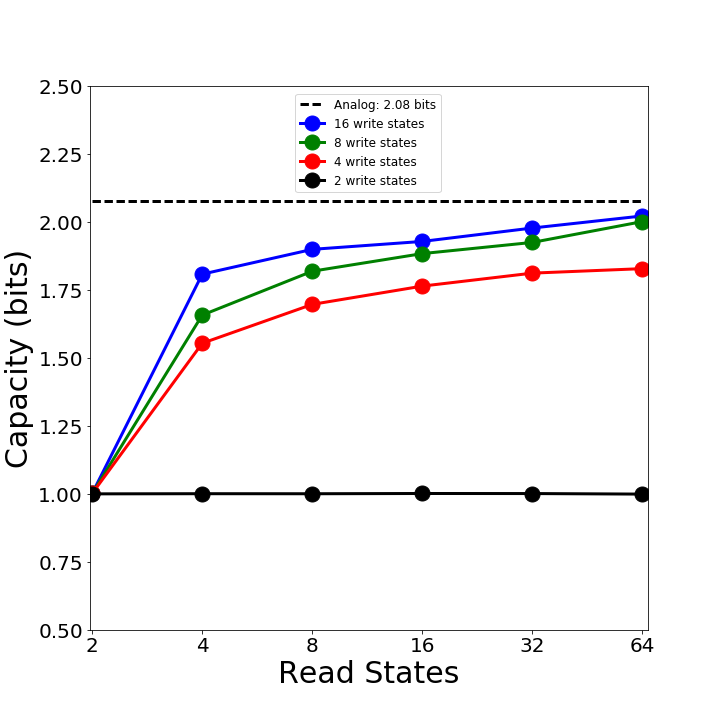 2.50
2.25
2.00
1.75
1.50
1.25
1.00
0.75
0.50
Capacity (bits)
Analog: 2.08 bits
16 write states
8 write states
4 write states
2 write states
2 4 8 16 32 64
Read States